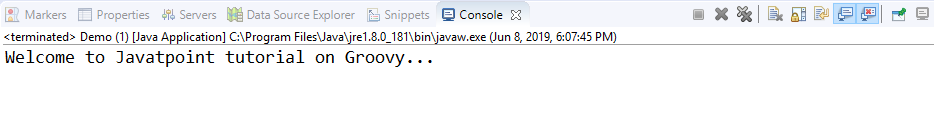 Markers Properties Servers Data Source Explorer Snippets Console
<terminated> Demo (1) [Java Application] C:\Program Files\Java\jre1.8.0_181\bin\javaw.exe (Jun 8, 2019, 6:07:45 PM)
Welcome to Javatpoint tutorial on Groovy...